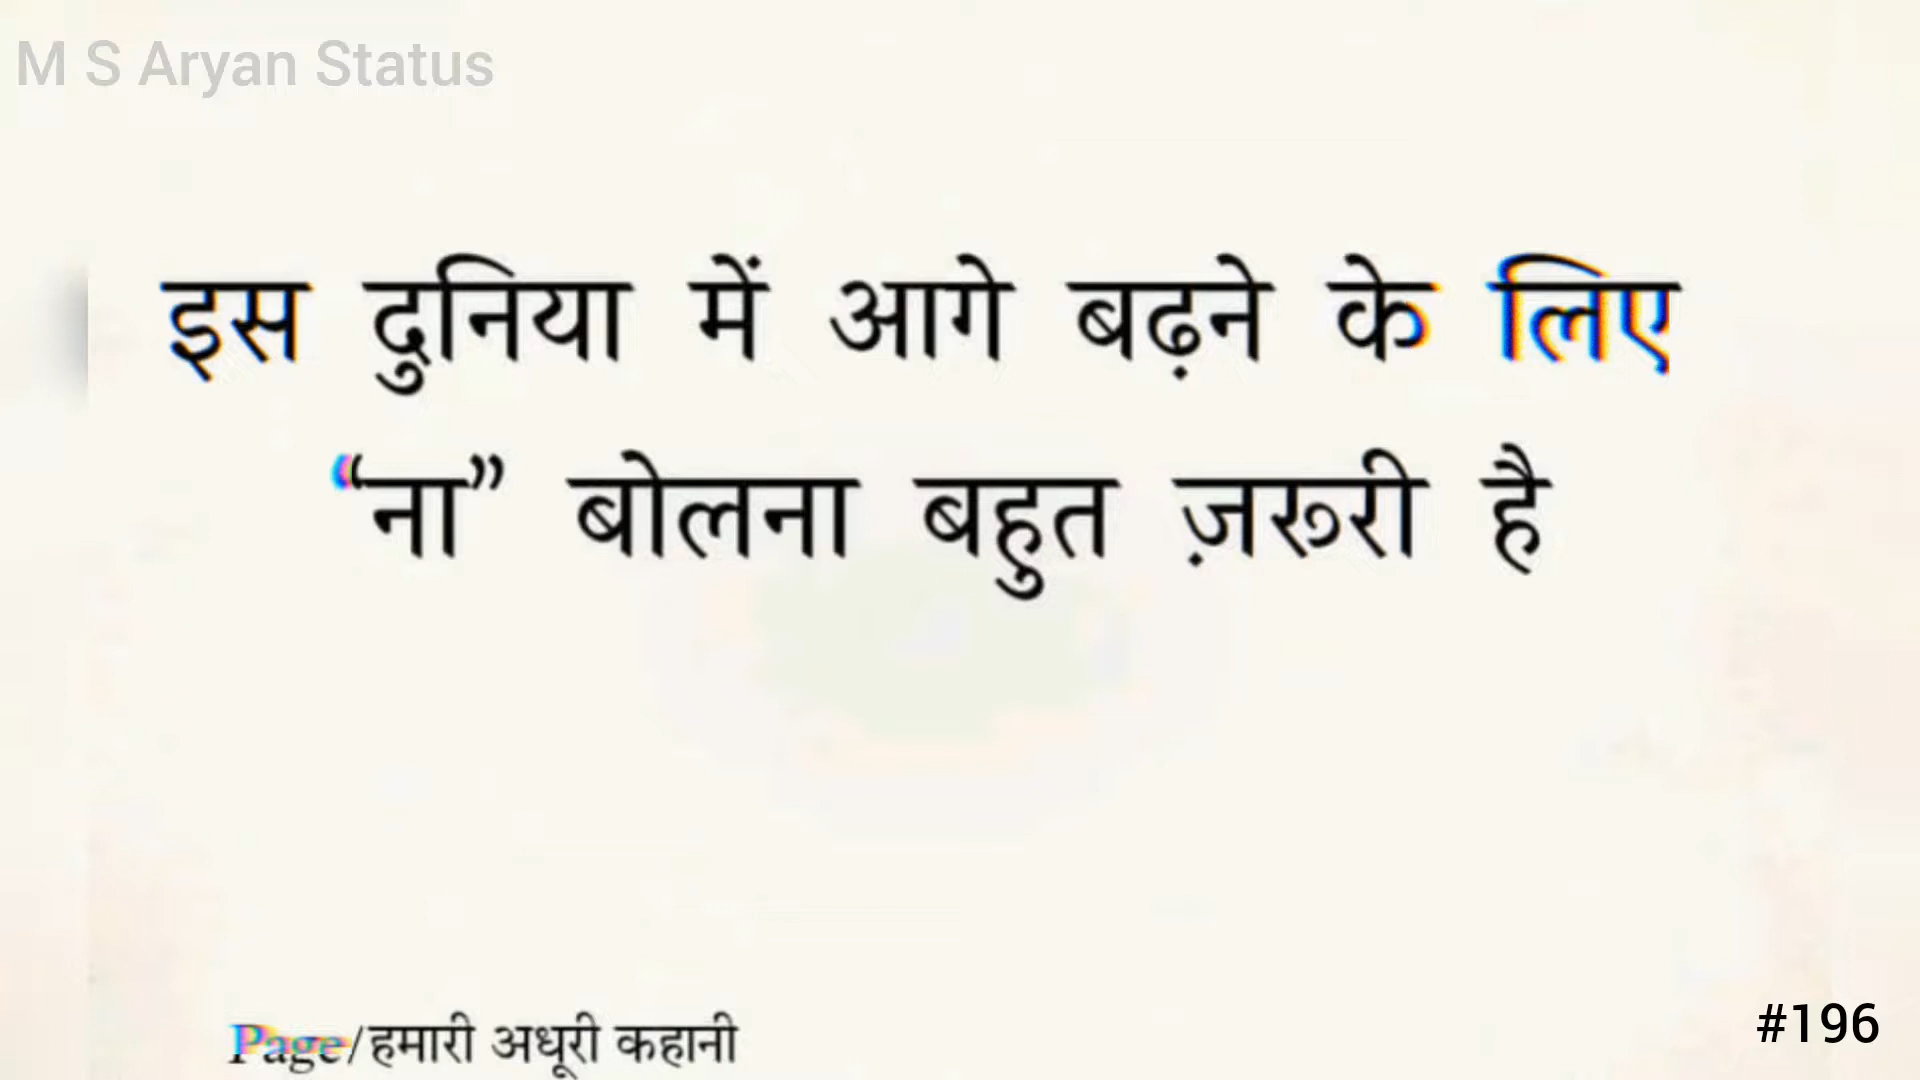 M S Aryan Status
इस दुनिया में आगे बढ़ने के लिए
“ना” बोलना बहुत ज़रूरी है
Page/हमारी अधूरी कहानी
#196